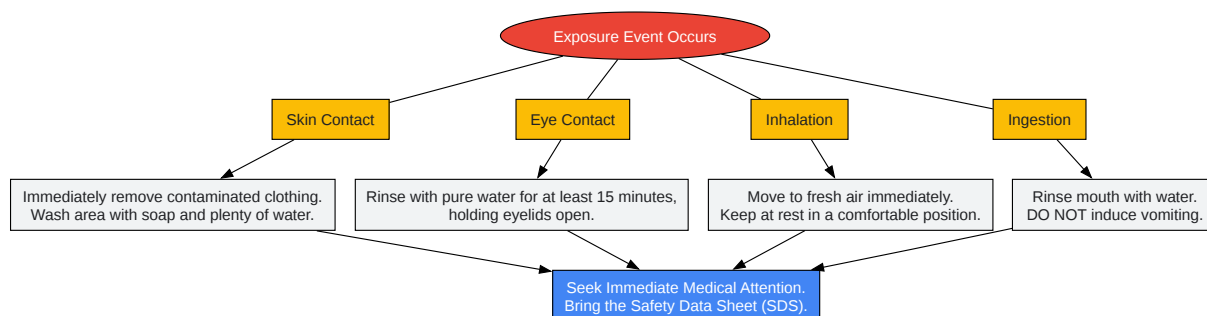 Exposure Event Occurs
Skin Contact
Eye Contact
Inhalation
Ingestion
Immediately remove contaminated clothing.
Wash area with soap and plenty of water.
Rinse with pure water for at least 15 minutes,
holding eyelids open.
Move to fresh air immediately.
Keep at rest in a comfortable position.
Rinse mouth with water.
DO NOT induce vomiting.
Seek Immediate Medical Attention.
Bring the Safety Data Sheet (SDS).